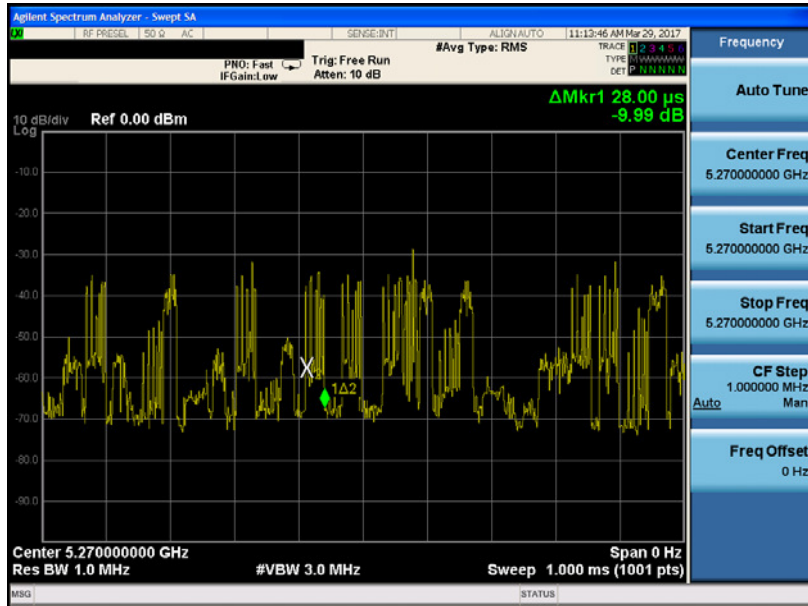 Agilent Spectrum Analyzer - Swept SA
RF PRESEL 50 Ω AC SENSE:INT ALIGN AUTO 11:13:46 AM Mar 29, 2017
#Avg Type: RMS
TRACE 1 2 3 4 5 6
PNO: Fast Trig: Free Run
TYPE M W W W W W
IFGain:Low Atten: 10 dB
DET P N N N N N
ΔMkr1 28.00 µs
-9.99 dB
10 dB/div Ref 0.00 dBm
Log
-10.0
-20.0
-30.0
-40.0
-50.0
-60.0
1Δ2
-70.0
-80.0
-90.0
Center 5.270000000 GHz Span 0 Hz
Res BW 1.0 MHz #VBW 3.0 MHz Sweep 1.000 ms (1001 pts)
MSG STATUS
Frequency
Auto Tune
Center Freq
5.270000000 GHz
Start Freq
5.270000000 GHz
Stop Freq
5.270000000 GHz
CF Step
1.000000 MHz
Auto Man
Freq Offset
0 Hz